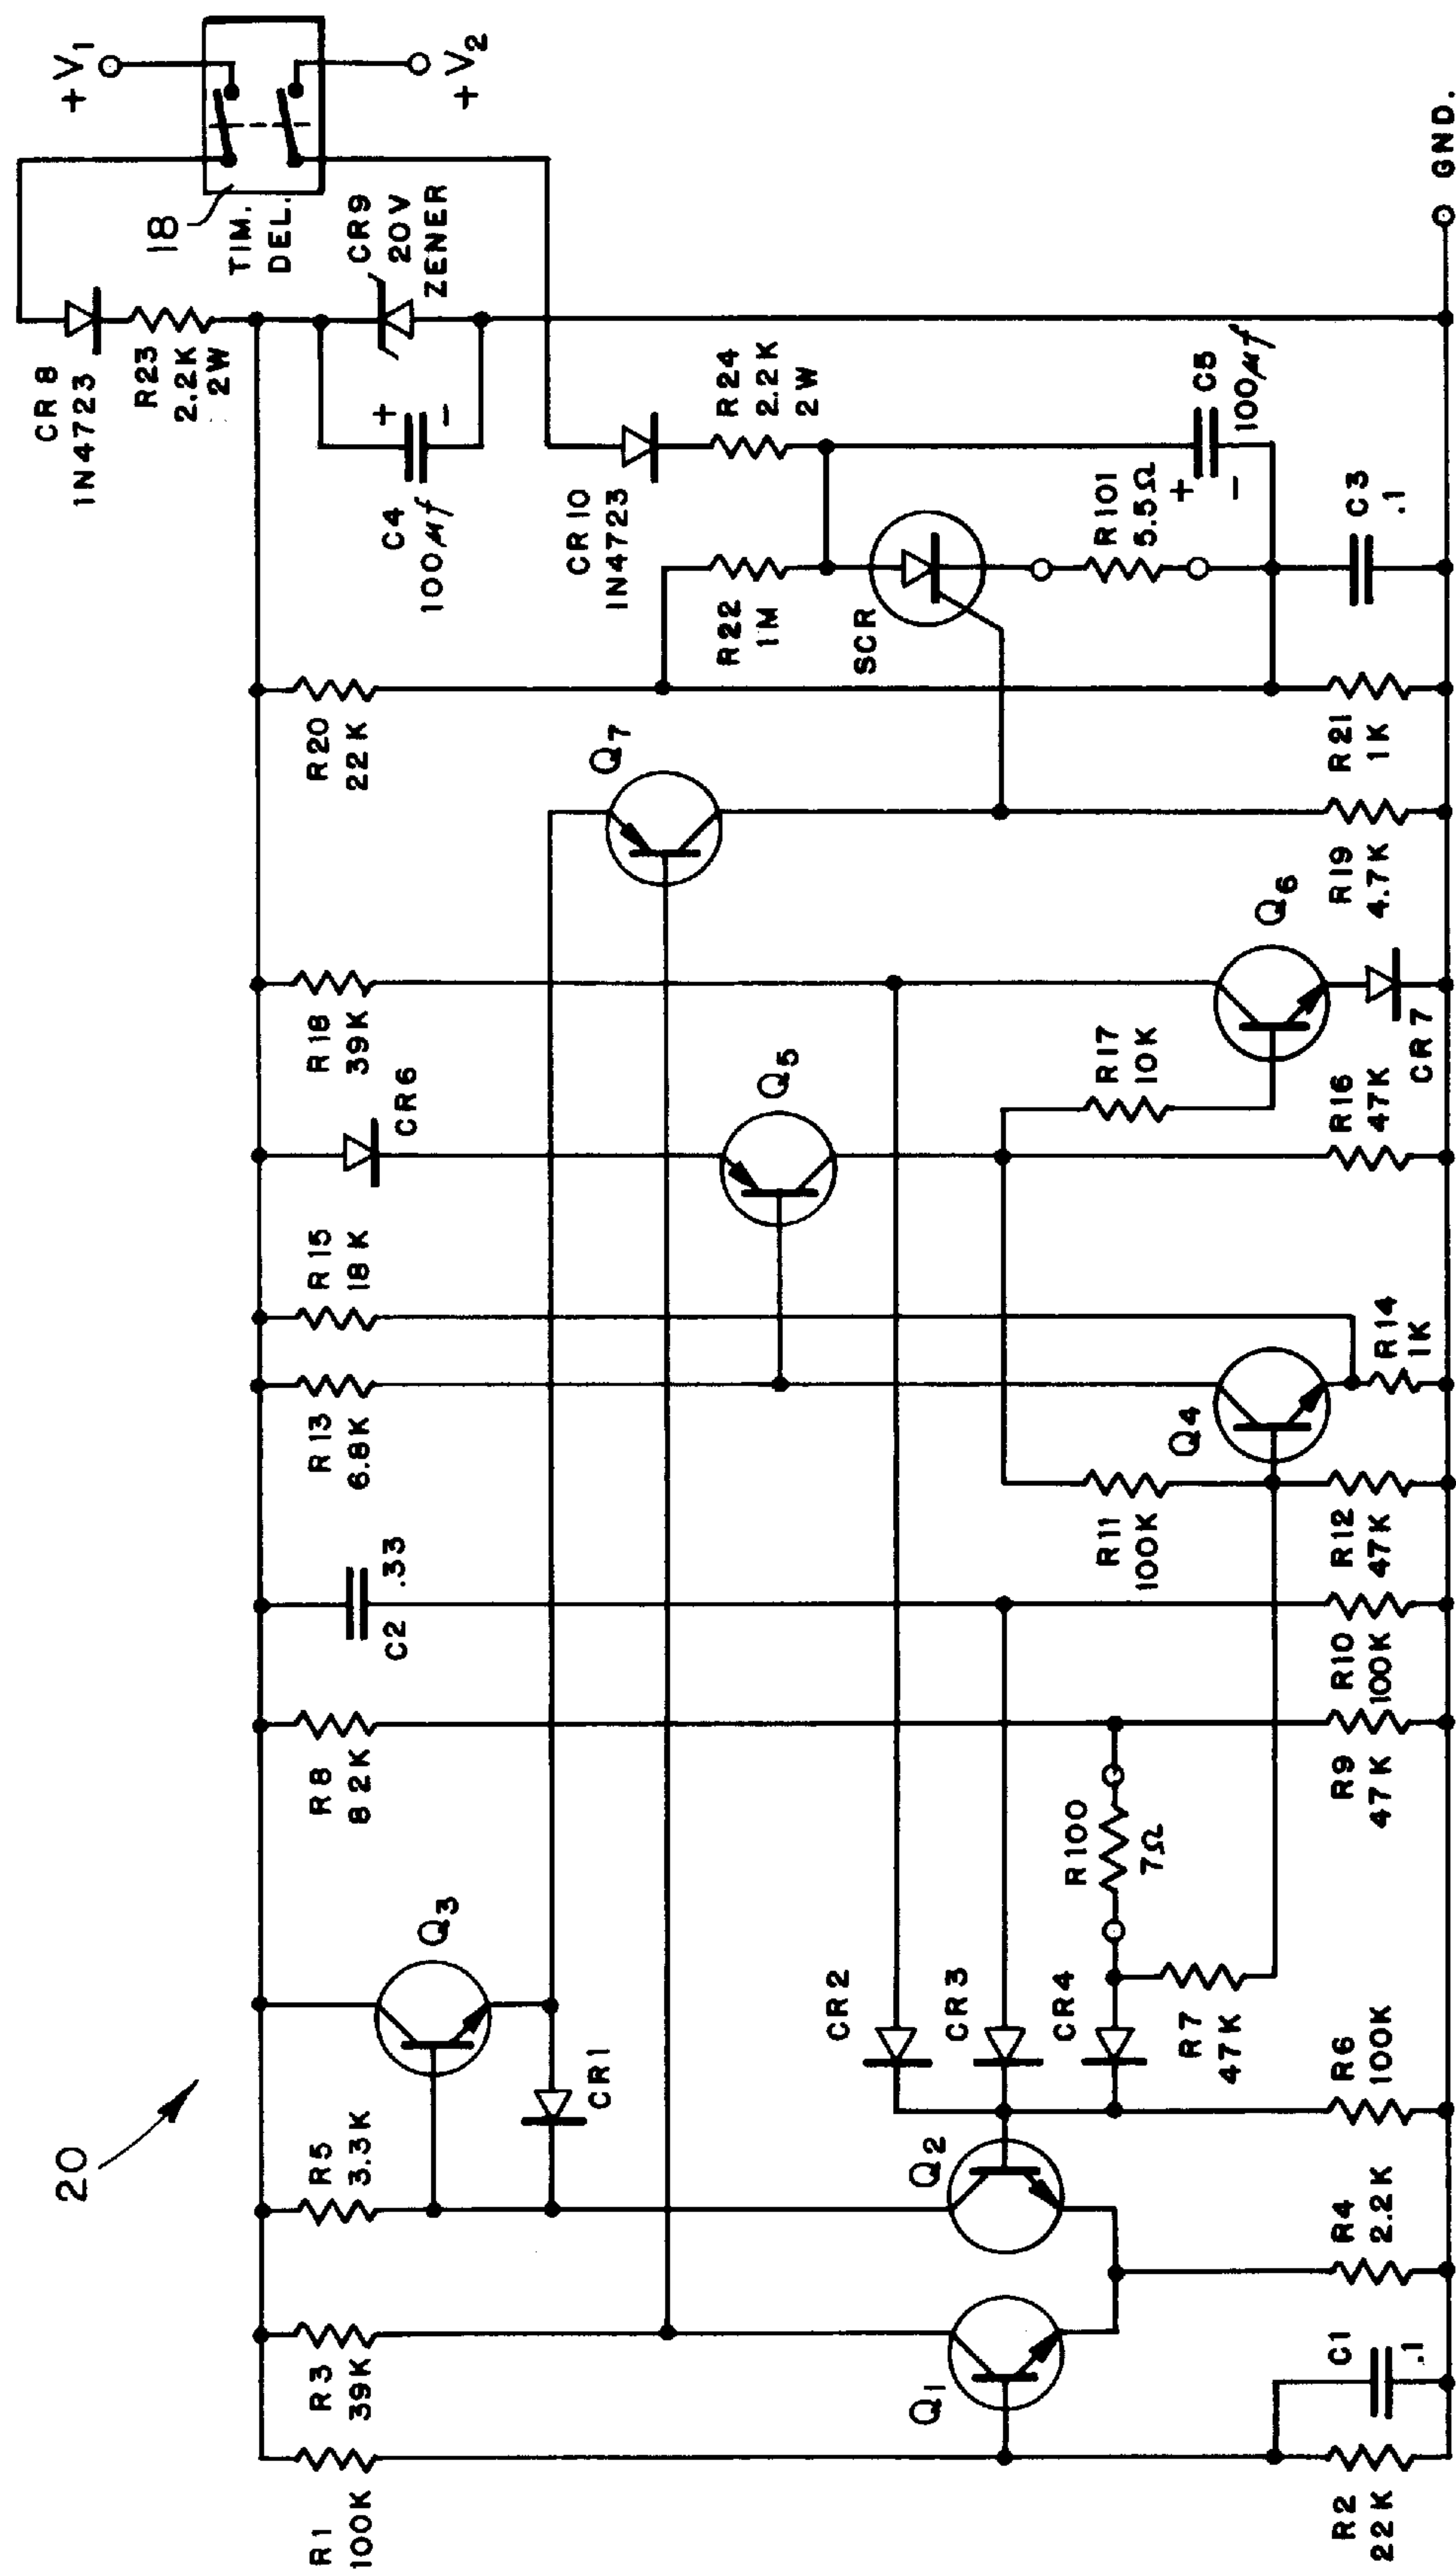 20
+V1
+V2
18
TIM.
DEL.
CR8
1N4723
R23
2.2K
2W
CR9
20V
ZENER
C4
100μf
+
-
CR10
1N4723
R24
2.2K
2W
R22
1M
SCR
R101
5.5Ω
C5
100μf
+
-
C3
.1
GND.
R1
100K
R3
39K
R5
3.3K
Q3
CR1
R8
82K
C2
.33
R13
6.8K
R15
18K
CR6
R18
39K
R20
22K
Q7
Q5
Q1
Q2
CR2
CR3
CR4
R100
7Ω
R7
47K
R11
100K
Q4
R17
10K
Q6
R2
22K
C1
.1
R4
2.2K
R6
100K
R9
47K
R10
100K
R12
47K
R14
1K
R16
47K
CR7
R19
4.7K
R21
1K